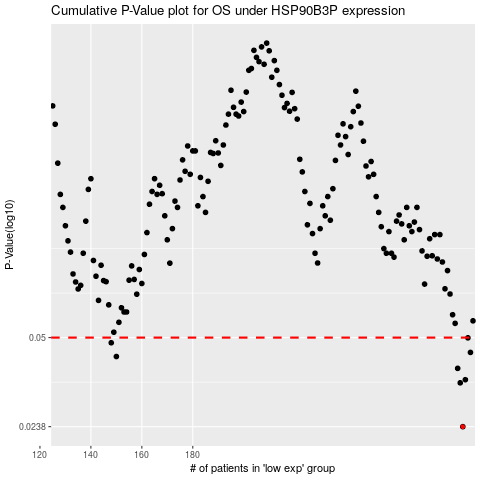 Cumulative P-Value plot for OS under HSP90B3P expression
P-Value(log10)
0.05
0.0238
120 140 160 180
# of patients in 'low exp' group